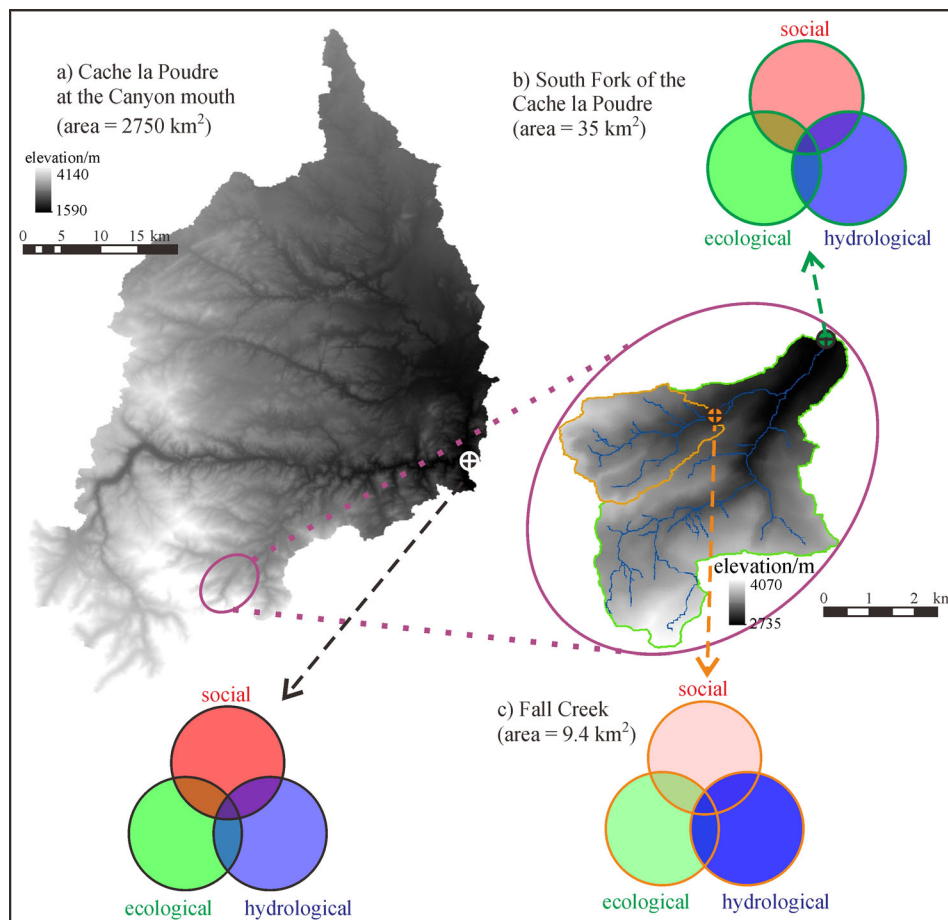 a) Cache la Poudre
at the Canyon mouth
(area = 2750 km²)
elevation/m
4140
1590
0 5 10 15 km
b) South Fork of the
Cache la Poudre
(area = 35 km²)
social
ecological hydrological
elevation/m
4070
2735
0 1 2 km
c) Fall Creek
(area = 9.4 km²)
social
ecological hydrological
social
ecological hydrological